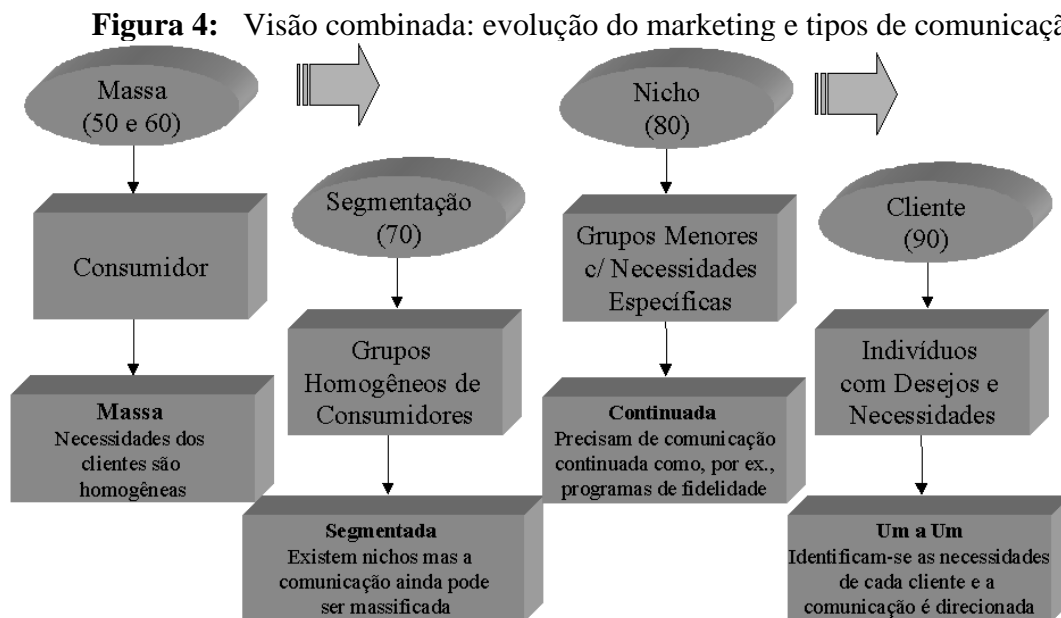 Figura 4: Visão combinada: evolução do marketing e tipos de comunicaçã
Massa
(50 e 60)
Consumidor
Massa
Necessidades dos
clientes são
homogêneas
Segmentação
(70)
Grupos
Homogêneos de
Consumidores
Segmentada
Existem nichos mas a
comunicação ainda pode
ser massificada
Nicho
(80)
Grupos Menores
c/ Necessidades
Específicas
Continuada
Precisam de comunicação
continuada como, por ex.,
programas de fidelidade
Cliente
(90)
Indivíduos
com Desejos e
Necessidades
Um a Um
Identificam-se as necessidades
de cada cliente e a
comunicação é direcionada